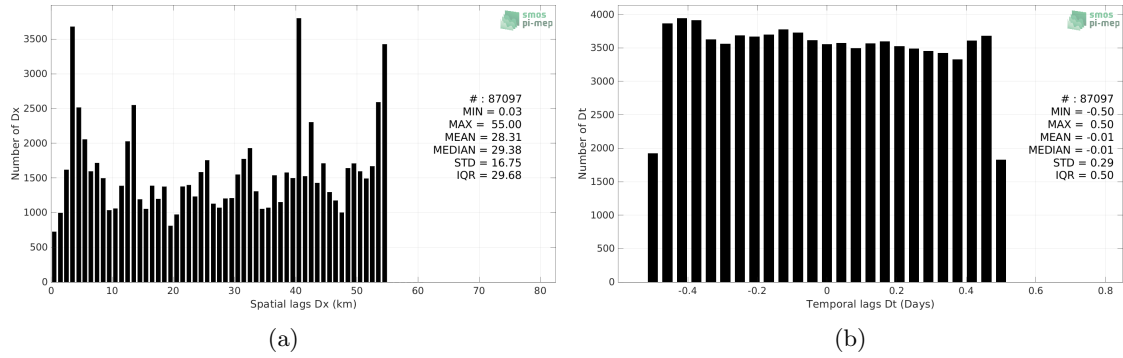 smos
pi-mep
3500
3000
2500
2000
1500
1000
500
0
Number of Dx
# : 87097
MIN = 0.03
MAX = 55.00
MEAN = 28.31
MEDIAN = 29.38
STD = 16.75
IQR = 29.68
0 10 20 30 40 50 60 70 80
Spatial lags Dx (km)
(a)
smos
pi-mep
4000
3500
3000
2500
2000
1500
1000
500
0
Number of Dt
# : 87097
MIN = -0.50
MAX = 0.50
MEAN = -0.01
MEDIAN = -0.01
STD = 0.29
IQR = 0.50
-0.4 -0.2 0 0.2 0.4 0.6 0.8
Temporal lags Dt (Days)
(b)